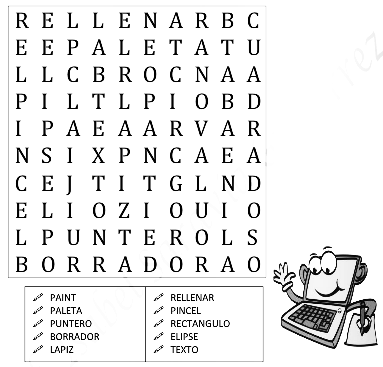 R E L L E N A R B C
E E P A L E T A T U
L L C B R O C N A A
P I L T L P I O B D
I P A E A A R V A R
N S I X P N C A E A
C E J T I T G L N D
E L I O Z I O U I O
L P U N T E R O L S
B O R R A D O R A O
PAINT
PALETA
PUNTERO
BORRADOR
LAPIZ
RELLENAR
PINCEL
RECTANGULO
ELIPSE
TEXTO